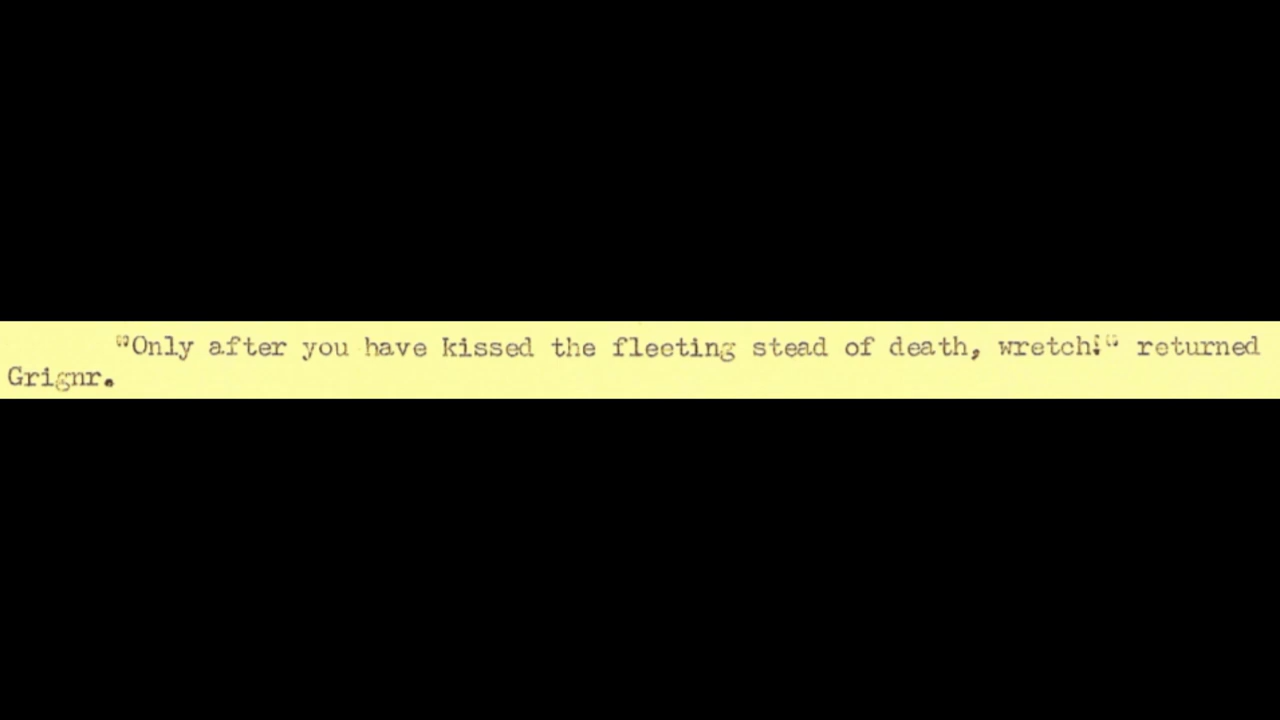 "Only after you have kissed the fleeting stead of death, wretch!" returned
Grignr.